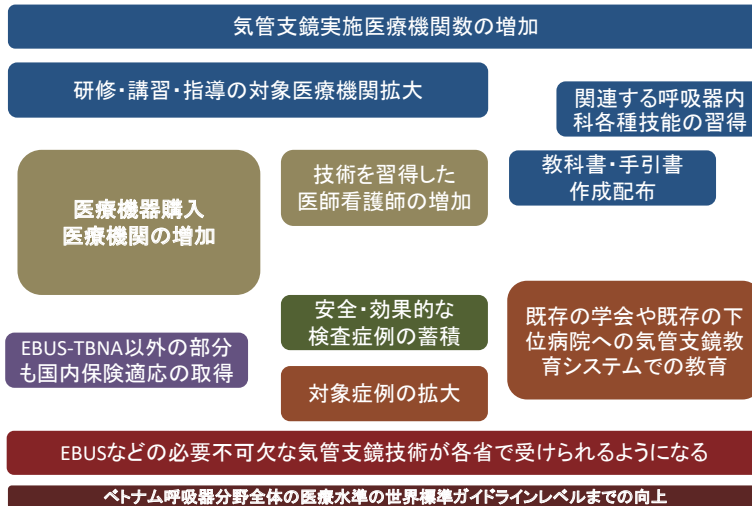 気管支鏡実施医療機関数の増加
研修・講習・指導の対象医療機関拡大
関連する呼吸器内
科各種技能の習得
医療機器購入
医療機関の増加
技術を習得した
医師看護師の増加
教科書・手引書
作成配布
安全・効果的な
検査症例の蓄積
既存の学会や既存の下
位病院への気管支鏡教
育システムでの教育
EBUS-TBNA以外の部分
も国内保険適応の取得
対象症例の拡大
EBUSなどの必要不可欠な気管支鏡技術が各省で受けられるようになる
ベトナム呼吸器分野全体の医療水準の世界標準ガイドラインレベルまでの向上